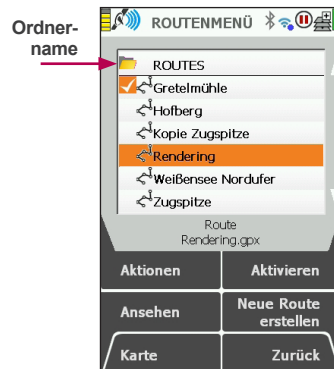 Ordner-
name
ROUTENMENÜ
ROUTES
Gretelmühle
Hofberg
Kopie Zugspitze
Rendering
Weißensee Nordufer
Zugspitze
Route
Rendering.gpx
Aktionen
Aktivieren
Ansehen
Neue Route
erstellen
Karte
Zurück